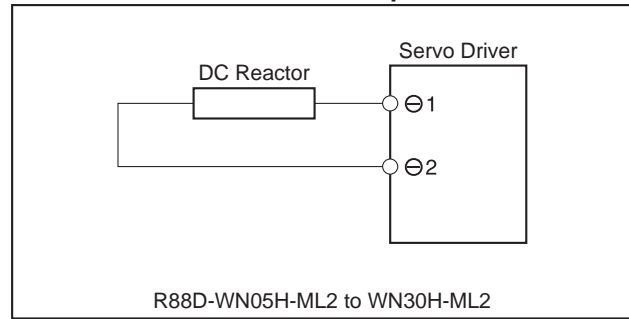 Servo Driver
DC Reactor
⊖1
⊖2
R88D-WN05H-ML2 to WN30H-ML2